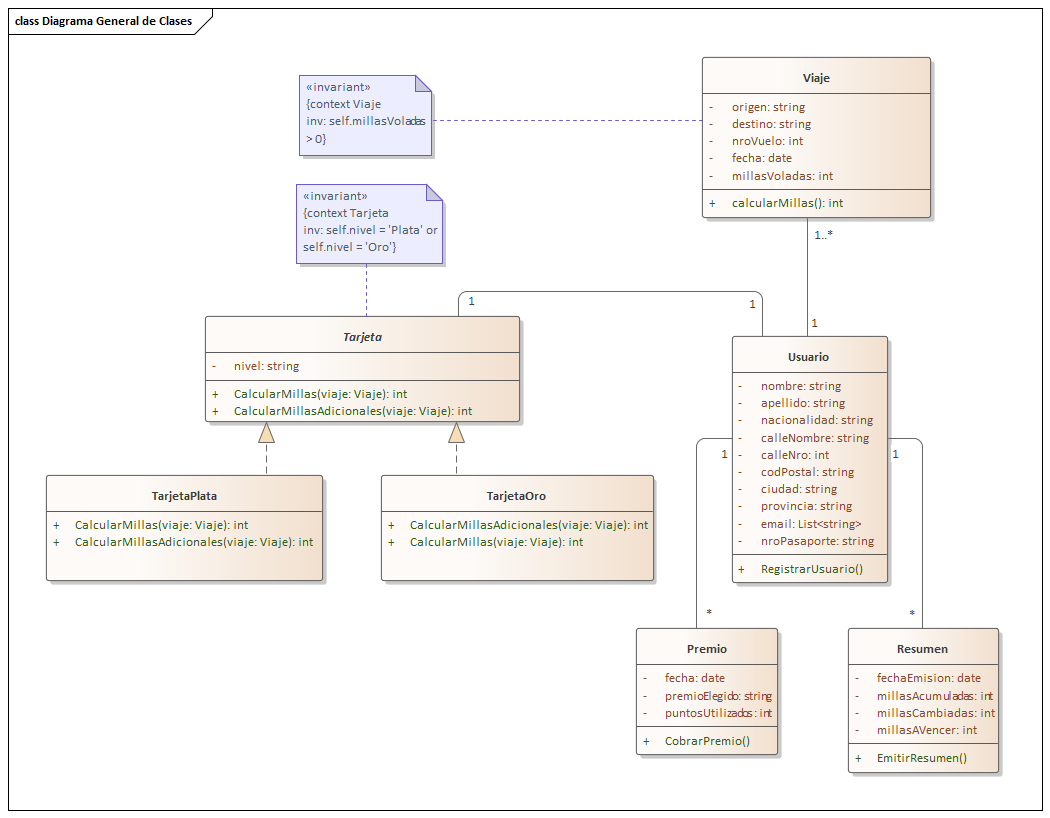 class Diagrama General de Clases
«invariant»
{context Viaje
inv: self.millasVoladas
> 0}
Viaje
- origen: string
- destino: string
- nroVuelo: int
- fecha: date
- millasVoladas: int
+ calcularMillas(): int
«invariant»
{context Tarjeta
inv: self.nivel = 'Plata' or
self.nivel = 'Oro'}
1..*
1
1
1
Tarjeta
- nivel: string
+ CalcularMillas(viaje: Viaje): int
+ CalcularMillasAdicionales(viaje: Viaje): int
Usuario
- nombre: string
- apellido: string
- nacionalidad: string
- calleNombre: string
- calleNro: int
- codPostal: string
- ciudad: string
- provincia: string
- email: List<string>
- nroPasaporte: string
+ RegistrarUsuario()
TarjetaPlata
+ CalcularMillas(viaje: Viaje): int
+ CalcularMillasAdicionales(viaje: Viaje): int
TarjetaOro
+ CalcularMillasAdicionales(viaje: Viaje): int
+ CalcularMillas(viaje: Viaje): int
1
1
*
*
Premio
- fecha: date
- premioElegido: string
- puntosUtilizados: int
+ CobrarPremio()
Resumen
- fechaEmision: date
- millasAcumuladas: int
- millasCambiadas: int
- millasAVencer: int
+ EmitirResumen()